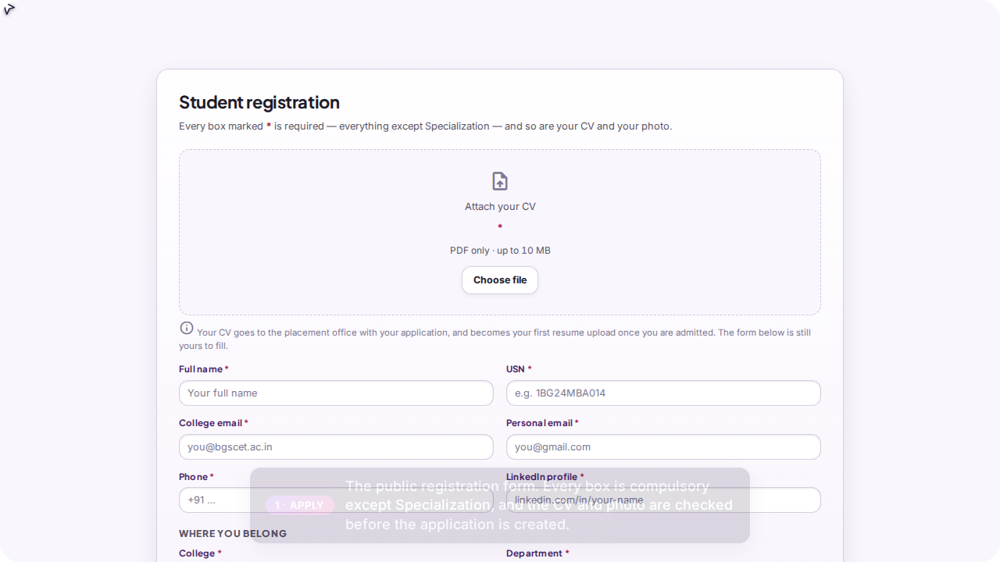 Student registration
Every box marked * is required — everything except Specialization — and so are your CV and your photo.
Attach your CV
*
PDF only · up to 10 MB
Choose file
Your CV goes to the placement office with your application, and becomes your first resume upload once you are admitted. The form below is still
yours to fill.
Full name *
USN *
Your full name
e.g. 1BG24MBA014
College email *
Personal email *
you@bgscet.ac.in
you@gmail.com
Phone *
LinkedIn profile *
+91 ...
linkedin.com/in/your-name
1 · APPLY
The public registration form. Every box is compulsory
except Specialization, and the CV and photo are checked
before the application is created.
WHERE YOU BELONG
College *
Department *